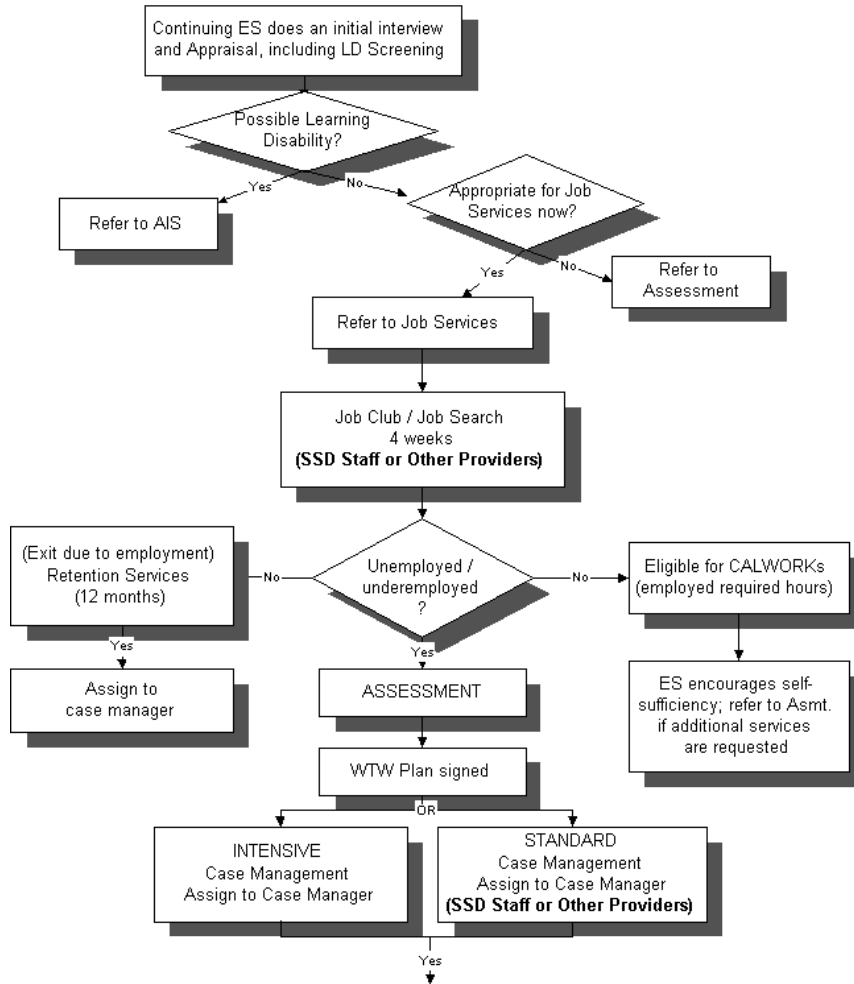 Continuing ES does an initial interview
and Appraisal, including LD Screening
Possible Learning
Disability?
Yes
No
Appropriate for Job
Services now?
Refer to AIS
Yes
No
Refer to
Assessment
Refer to Job Services
Job Club / Job Search
4 weeks
(SSD Staff or Other Providers)
(Exit due to employment)
Retention Services
(12 months)
No
Unemployed /
underemployed
?
No
Eligible for CALWORKs
(employed required hours)
Yes
Yes
Assign to
case manager
ASSESSMENT
ES encourages self-
sufficiency; refer to Asmt.
if additional services
are requested
WTW Plan signed
OR
INTENSIVE
Case Management
Assign to Case Manager
STANDARD
Case Management
Assign to Case Manager
(SSD Staff or Other Providers)
Yes